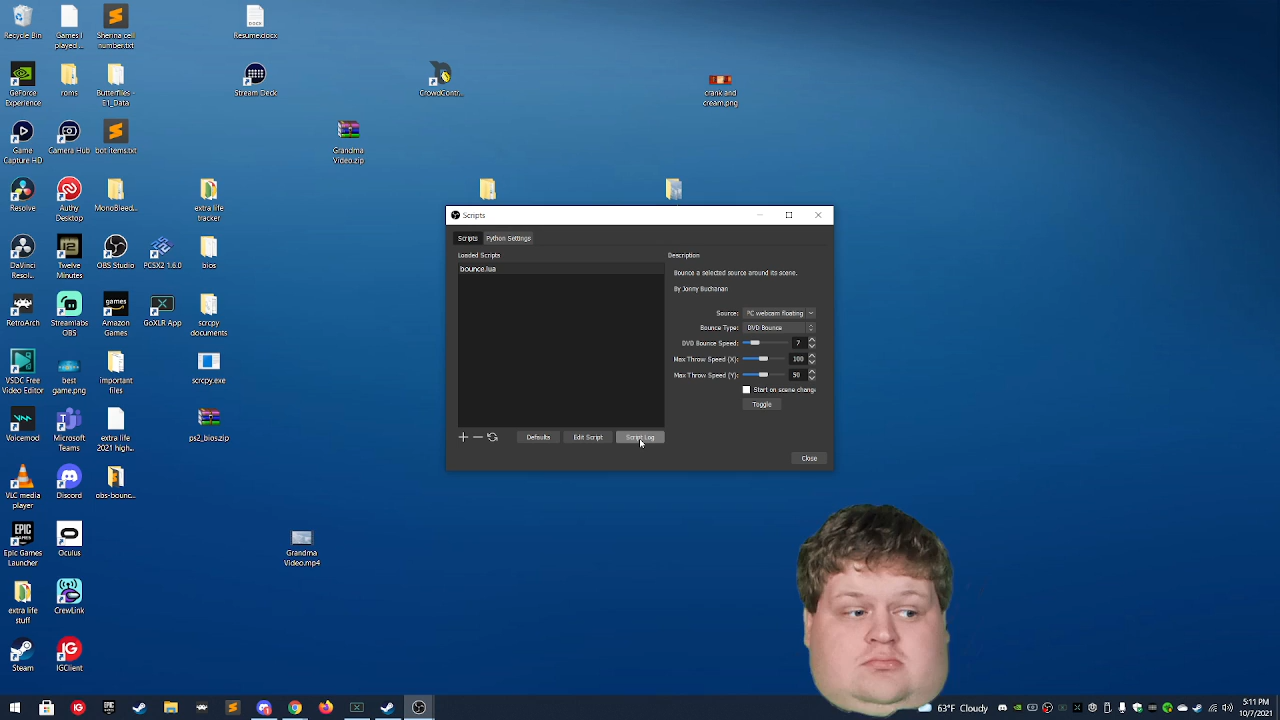 Recycle Bin
Games I
played ...
Sherina cell
number.txt
Resume.docx
GeForce
Experience
roms
Butterflies -
E1_Data
Stream Deck
CrowdContr...
crank and
cream.png
Game
Capture HD
Camera Hub
bot items.txt
Grandma
Video.zip
Resolve
Authy
Desktop
MonoBleed...
extra life
tracker
DaVinci
Resol...
Twelve
Minutes
OBS Studio
PCSX2 1.6.0
bios
RetroArch
Streamlabs
OBS
Amazon
Games
GoXLR App
scrcpy
documents
VSDC Free
Video Editor
best
game.png
important
files
scrcpy.exe
Voicemod
Microsoft
Teams
extra life
2021 high...
ps2_bios.zip
VLC media
player
Discord
obs-boun...
Epic Games
Launcher
Oculus
Grandma
Video.mp4
extra life
stuff
CrewLink
Steam
IGClient
Scripts
Scripts
Python Settings
Loaded Scripts
bounce.lua
Description
Bounce a selected source around its scene.
By Jonny Buchanan
Source:
PC webcam floating
Bounce Type:
DVD Bounce
DVD Bounce Speed:
7
Max Throw Speed (X):
100
Max Throw Speed (Y):
50
Start on scene change
Toggle
Defaults
Edit Script
Script Log
Close
63°F Cloudy
5:11 PM
10/7/2021